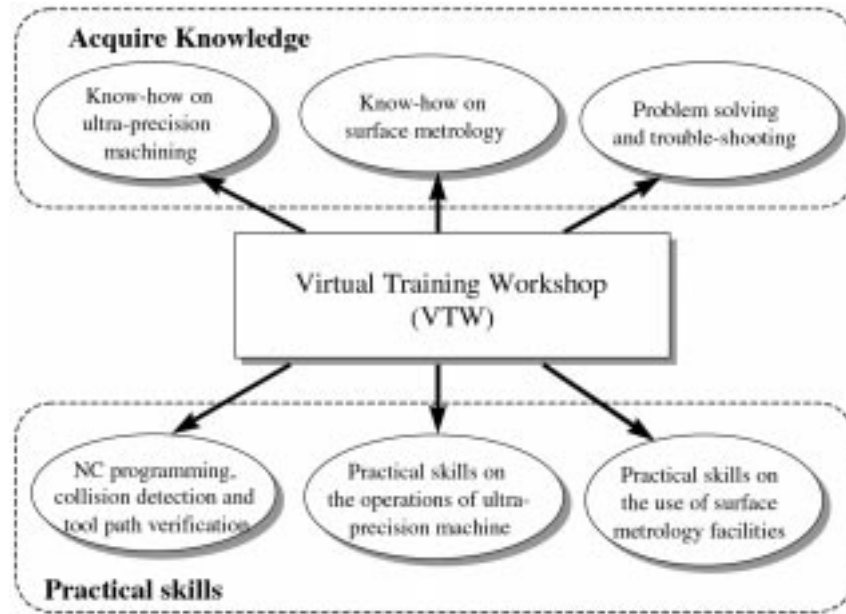 Acquire Knowledge
Know-how on
ultra-precision
machining
Know-how on
surface metrology
Problem solving
and trouble-shooting
Virtual Training Workshop
(VTW)
NC programming,
collision detection and
tool path verification
Practical skills on
the operations of ultra-
precision machine
Practical skills on
the use of surface
metrology facilities
Practical skills